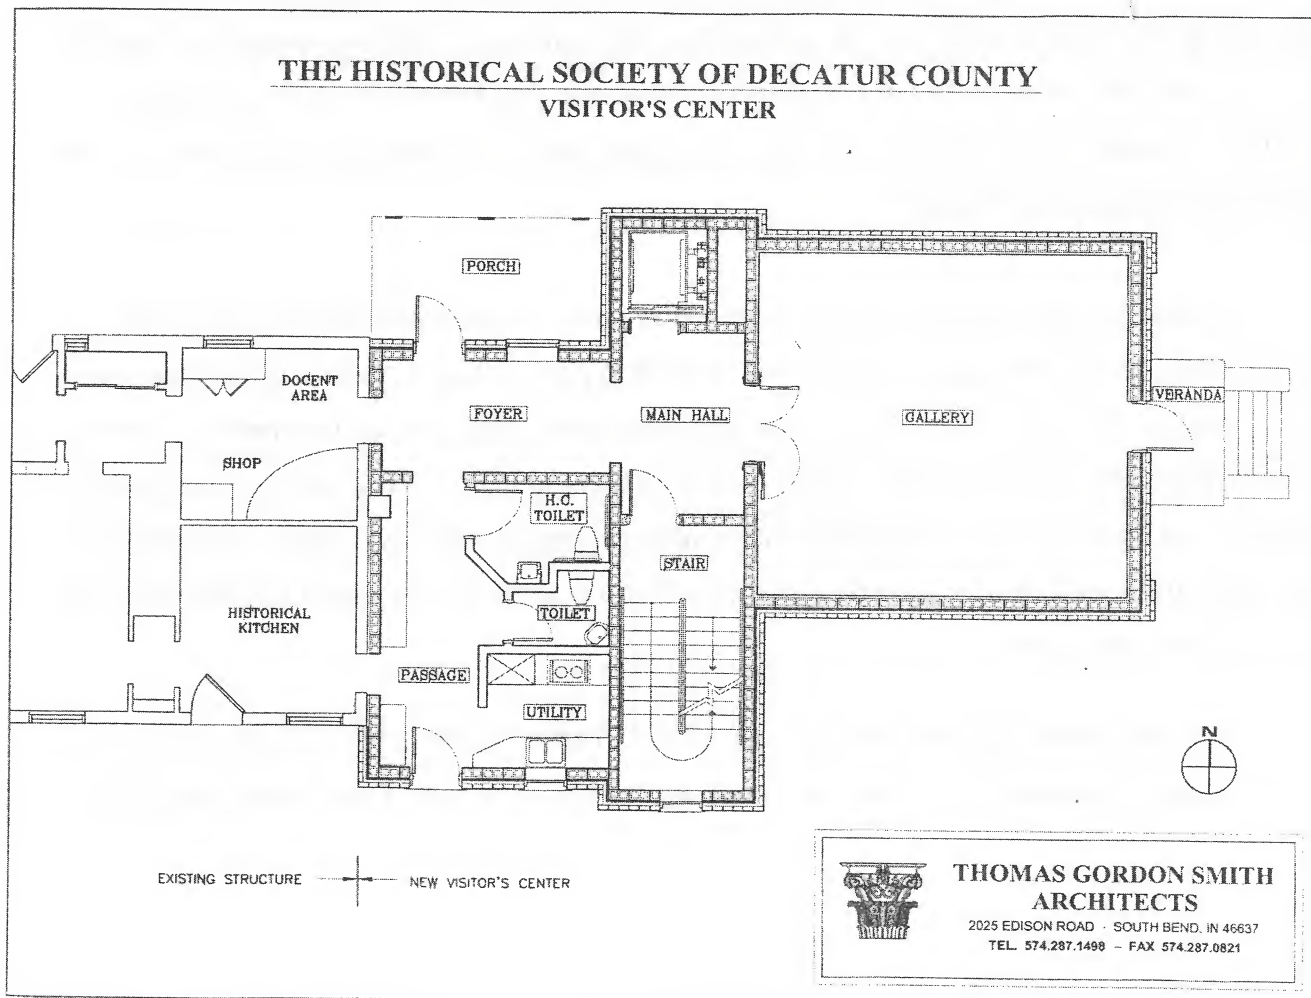 THE HISTORICAL SOCIETY OF DECATUR COUNTY
VISITOR'S CENTER
PORCH
DOCENT
AREA
FOYER
MAIN HALL
GALLERY
VERANDA
SHOP
H.C.
TOILET
STAIR
HISTORICAL
KITCHEN
TOILET
PASSAGE
UTILITY
N
EXISTING STRUCTURE
NEW VISITOR'S CENTER
THOMAS GORDON SMITH
ARCHITECTS
2025 EDISON ROAD · SOUTH BEND, IN 46637
TEL. 574.287.1498 – FAX 574.287.0821